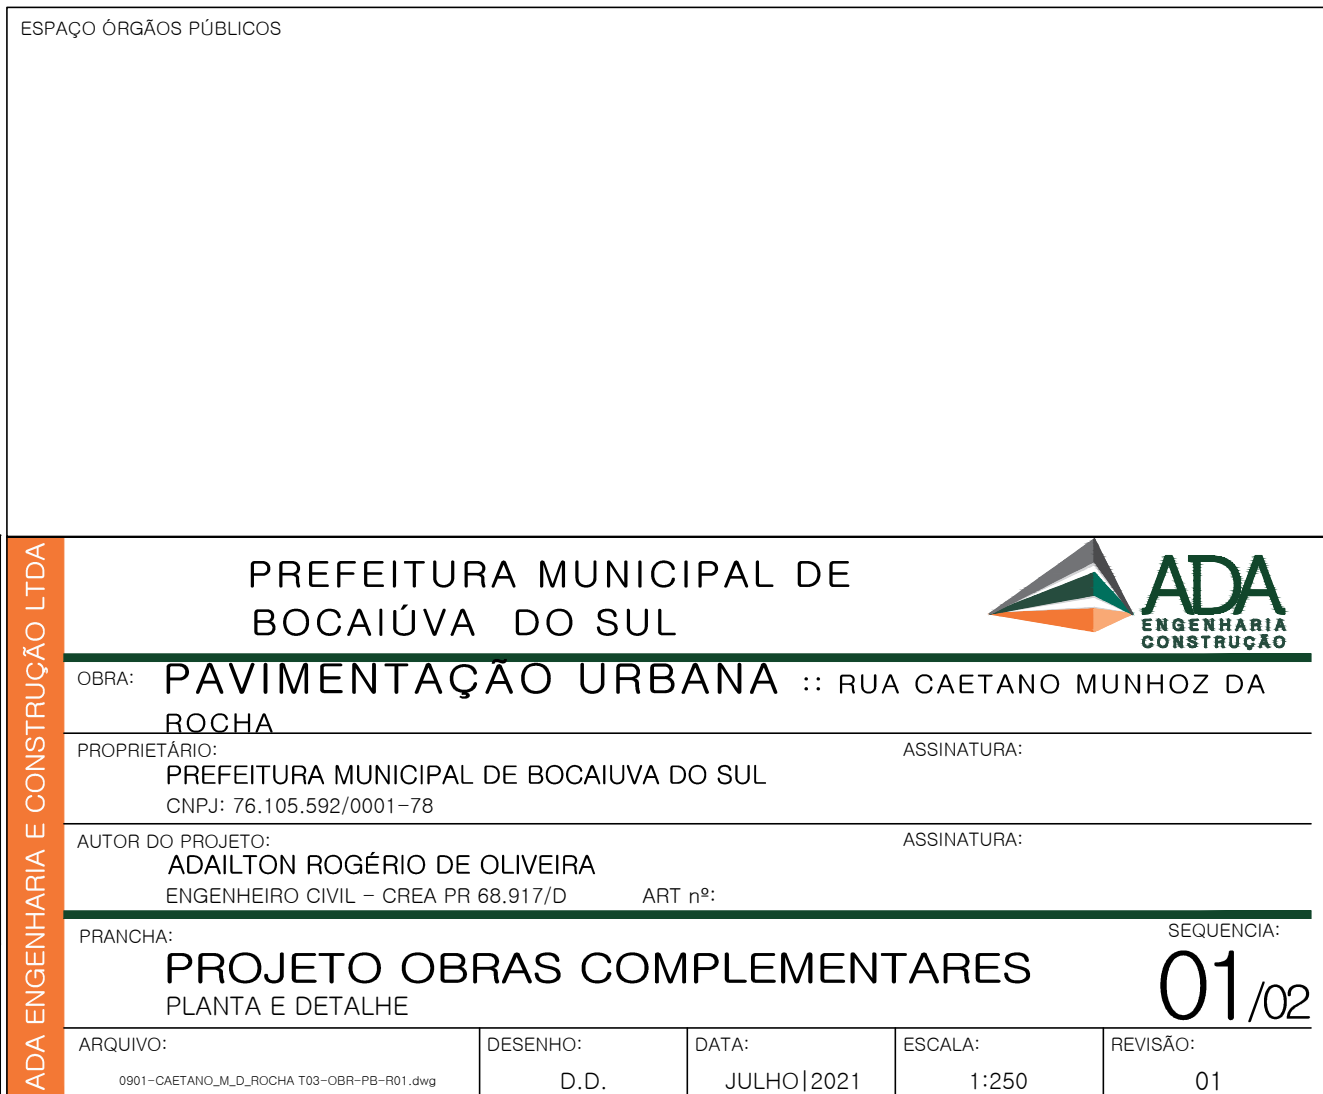 ESPAÇO ÓRGÃOS PÚBLICOS
ADA ENGENHARIA E CONSTRUÇÃO LTDA
PREFEITURA MUNICIPAL DE
BOCAIÚVA DO SUL
ADA
ENGENHARIA
CONSTRUÇÃO
OBRA: PAVIMENTAÇÃO URBANA :: RUA CAETANO MUNHOZ DA
ROCHA
PROPRIETÁRIO: ASSINATURA:
PREFEITURA MUNICIPAL DE BOCAIUVA DO SUL
CNPJ: 76.105.592/0001-78
AUTOR DO PROJETO: ASSINATURA:
ADAILTON ROGÉRIO DE OLIVEIRA
ENGENHEIRO CIVIL - CREA PR 68.917/D ART nº:
PRANCHA: SEQUENCIA:
PROJETO OBRAS COMPLEMENTARES 01/02
PLANTA E DETALHE
ARQUIVO: DESENHO: DATA: ESCALA: REVISÃO:
0901-CAETANO_M_D_ROCHA T03-OBR-PB-R01.dwg D.D. JULHO|2021 1:250 01